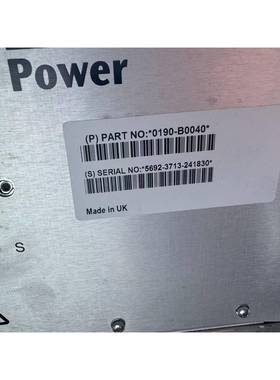 Power
(P) PART NO:*0190-B0040*
(S) SERIAL NO:*5692-3713-241830*
Made in UK
S